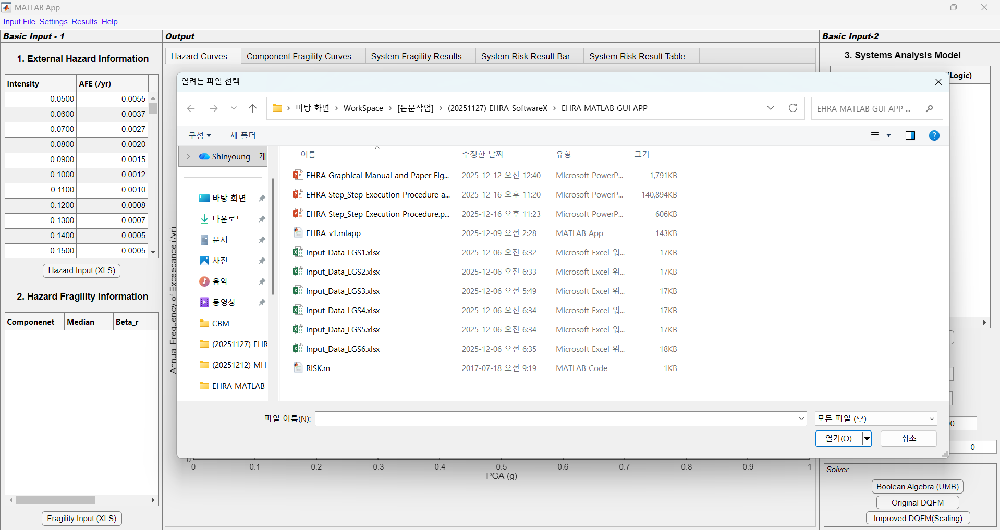 MATLAB App
Input File Settings Results Help
Basic Input - 1
1. External Hazard Information
Intensity AFE (/yr)
0.0500 0.0055
0.0600 0.0037
0.0700 0.0027
0.0800 0.0020
0.0900 0.0015
0.1000 0.0012
0.1100 0.0010
0.1200 0.0008
0.1300 0.0007
0.1400 0.0005
0.1500 0.0005
Hazard Input (XLS)
2. Hazard Fragility Information
Componenet Median Beta_r
Fragility Input (XLS)
Output
Hazard Curves Component Fragility Curves System Fragility Results System Risk Result Bar System Risk Result Table
Annual Frequency of Exceedance (/yr)
0
0 0.1 0.2 0.3 0.4 0.5 0.6 0.7 0.8 0.9 1
PGA (g)
열려는 파일 선택
바탕 화면 WorkSpace [논문작업] (20251127) EHRA_SoftwareX EHRA MATLAB GUI APP
EHRA MATLAB GUI APP ...
구성 새 폴더
Shinyoung - 개
바탕 화면
다운로드
문서
사진
음악
동영상
CBM
(20251127) EHR
(20251212) MHI
EHRA MATLAB
이름 수정한 날짜 유형 크기
EHRA Graphical Manual and Paper Fig... 2025-12-12 오전 12:40 Microsoft PowerP... 1,791KB
EHRA Step_Step Execution Procedure a... 2025-12-16 오후 11:20 Microsoft PowerP... 140,894KB
EHRA Step_Step Execution Procedure.p... 2025-12-16 오후 11:23 Microsoft PowerP... 606KB
EHRA_v1.mlapp 2025-12-09 오전 2:28 MATLAB App 143KB
Input_Data_LGS1.xlsx 2025-12-06 오전 6:32 Microsoft Excel 워... 17KB
Input_Data_LGS2.xlsx 2025-12-06 오전 6:33 Microsoft Excel 워... 17KB
Input_Data_LGS3.xlsx 2025-12-06 오전 5:49 Microsoft Excel 워... 17KB
Input_Data_LGS4.xlsx 2025-12-06 오전 6:34 Microsoft Excel 워... 17KB
Input_Data_LGS5.xlsx 2025-12-06 오전 6:34 Microsoft Excel 워... 17KB
Input_Data_LGS6.xlsx 2025-12-06 오전 6:35 Microsoft Excel 워... 18KB
RISK.m 2017-07-18 오전 9:19 MATLAB Code 1KB
파일 이름(N):
모든 파일 (*.*)
열기(O) 취소
Basic Input-2
3. Systems Analysis Model
(Logic)
0
0
Solver
Boolean Algebra (UMB)
Original DQFM
Improved DQFM(Scaling)